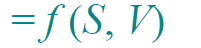 = f (S, V)